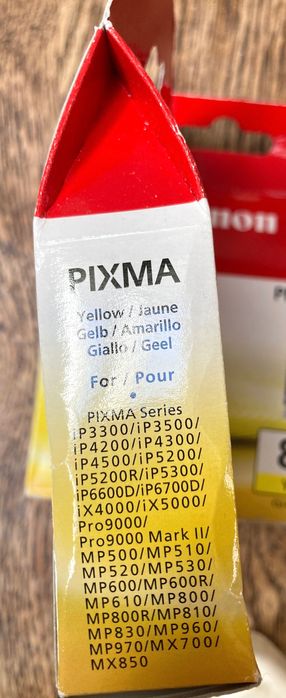 PIXMA
Yellow / Jaune
Gelb / Amarillo
Giallo / Geel
For / Pour
PIXMA Series
iP3300/iP3500/
iP4200/iP4300/
iP4500/iP5200/
iP5200R/iP5300/
iP6600D/iP6700D/
iX4000/iX5000/
Pro9000/
Pro9000 Mark II/
MP500/MP510/
MP520/MP530/
MP600/MP600R/
MP610/MP800/
MP800R/MP810/
MP830/MP960/
MP970/MX700/
MX850